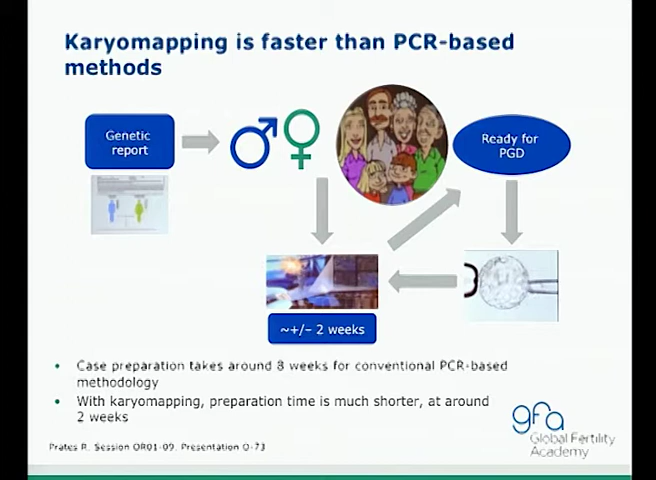 Karyomapping is faster than PCR-based
methods
Genetic
report
Ready for
PGD
~+/– 2 weeks
• Case preparation takes around 8 weeks for conventional PCR-based
methodology
• With karyomapping, preparation time is much shorter, at around
2 weeks
gfa
Global Fertility
Academy
Prates R. Session OR01-09. Presentation O-73